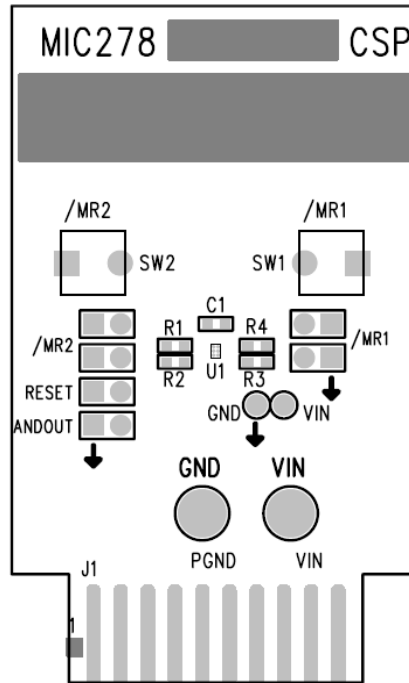 MIC278 CSP
/MR2 /MR1
SW2 SW1
C1
R1 R4
/MR2 /MR1
R2 U1 R3
RESET
GND VIN
ANDOUT
GND VIN
PGND VIN
J1
1